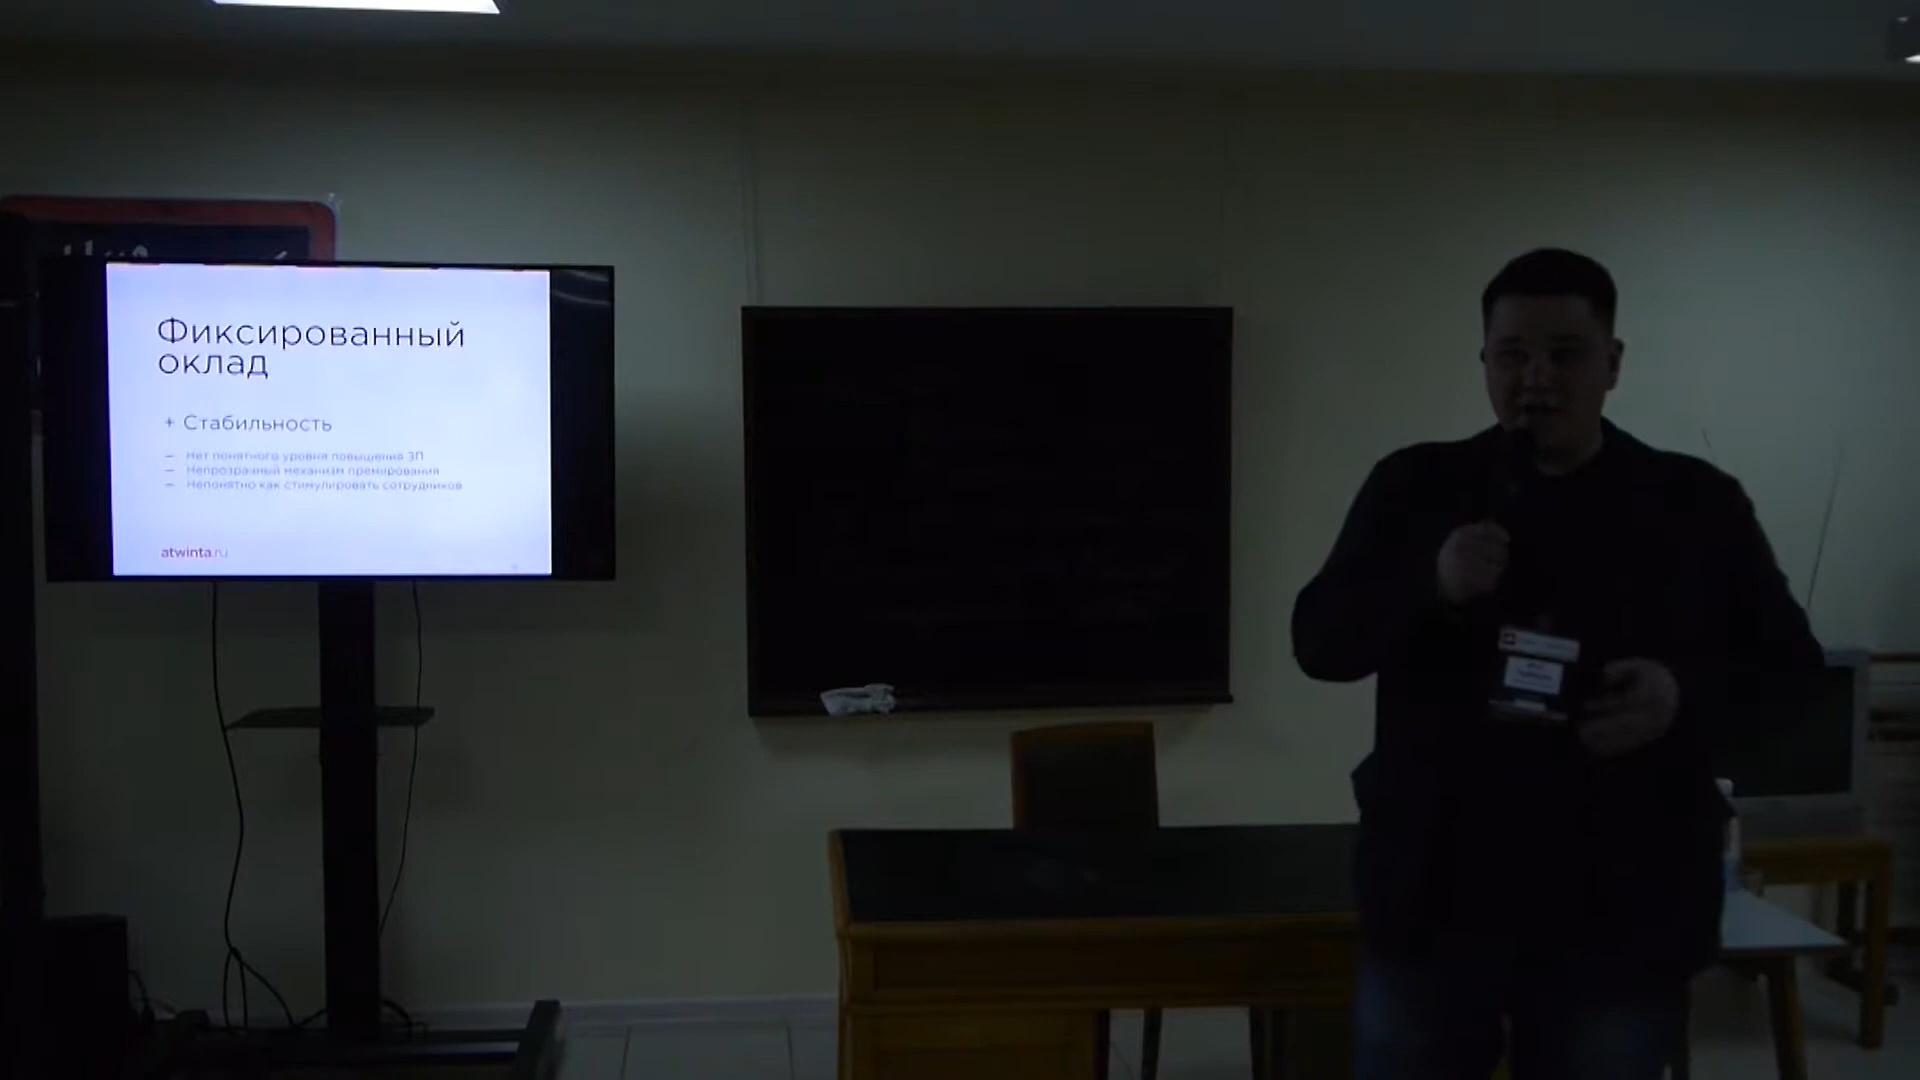 Фиксированный
оклад
+ Стабильность
— Нет понятного уровня повышения ЗП
— Непрозрачный механизм премирования
— Непонятно как стимулировать сотрудников
atwinta.ru